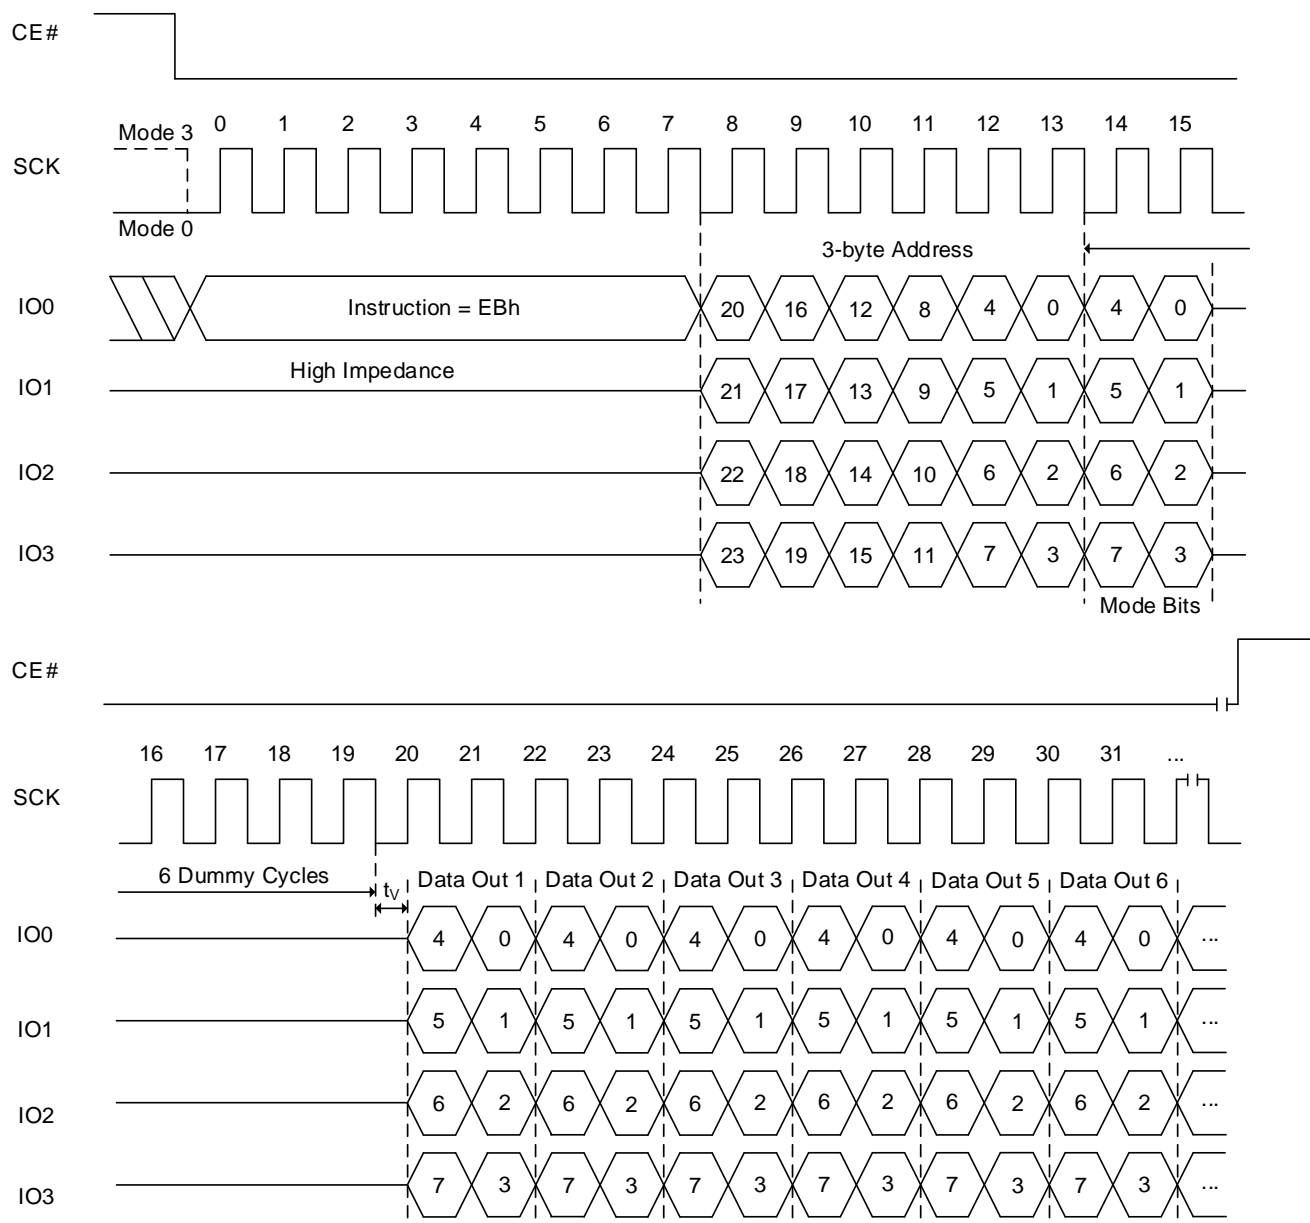 CE#
Mode 3 0 1 2 3 4 5 6 7 8 9 10 11 12 13 14 15
SCK
Mode 0
3-byte Address
IO0 Instruction = EBh 20 16 12 8 4 0 4 0
High Impedance
IO1 21 17 13 9 5 1 5 1
IO2 22 18 14 10 6 2 6 2
IO3 23 19 15 11 7 3 7 3
Mode Bits
CE#
16 17 18 19 20 21 22 23 24 25 26 27 28 29 30 31 ...
SCK
6 Dummy Cycles tV Data Out 1 Data Out 2 Data Out 3 Data Out 4 Data Out 5 Data Out 6
IO0 4 0 4 0 4 0 4 0 4 0 4 0 ...
IO1 5 1 5 1 5 1 5 1 5 1 5 1 ...
IO2 6 2 6 2 6 2 6 2 6 2 6 2 ...
IO3 7 3 7 3 7 3 7 3 7 3 7 3 ...